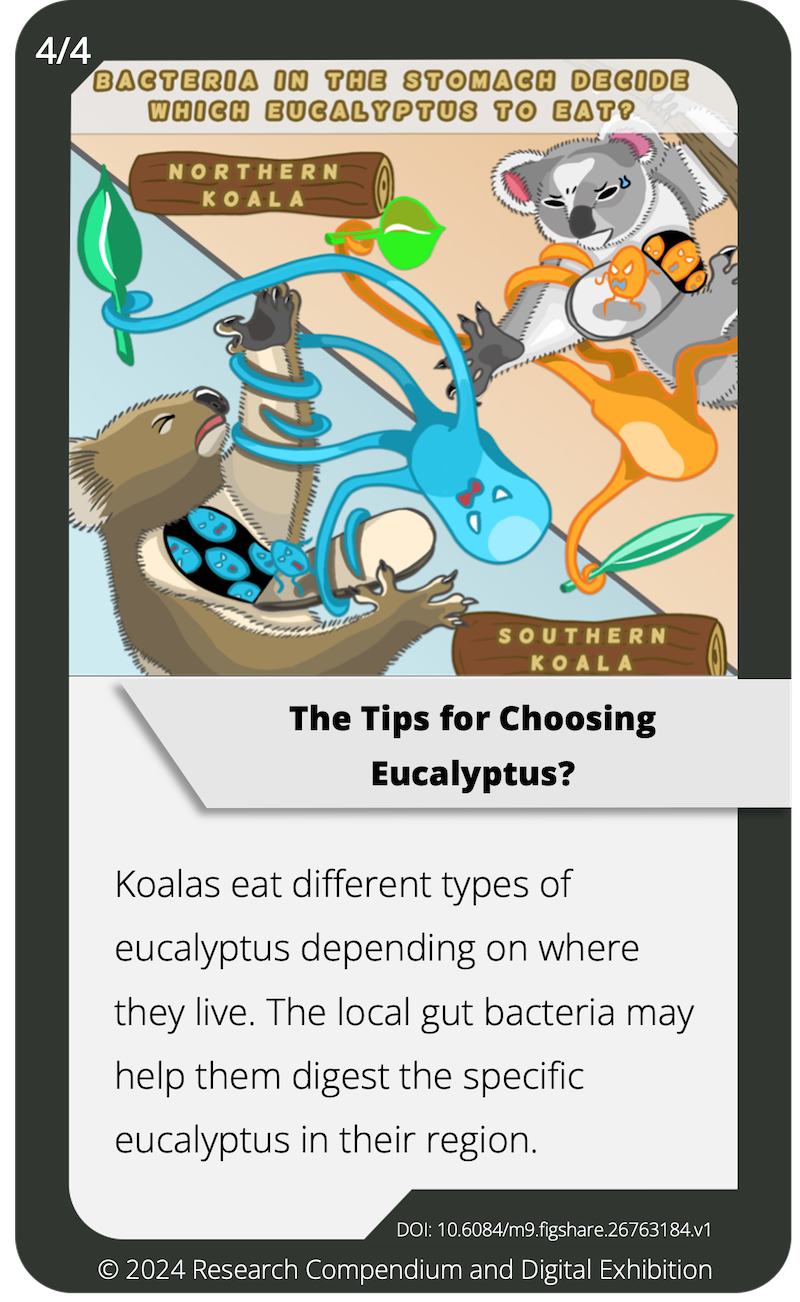 4/4
BACTERIA IN THE STOMACH DECIDE
WHICH EUCALYPTUS TO EAT?
NORTHERN
KOALA
SOUTHERN
KOALA
The Tips for Choosing
Eucalyptus?
Koalas eat different types of
eucalyptus depending on where
they live. The local gut bacteria may
help them digest the specific
eucalyptus in their region.
DOI: 10.6084/m9.figshare.26763184.v1
© 2024 Research Compendium and Digital Exhibition